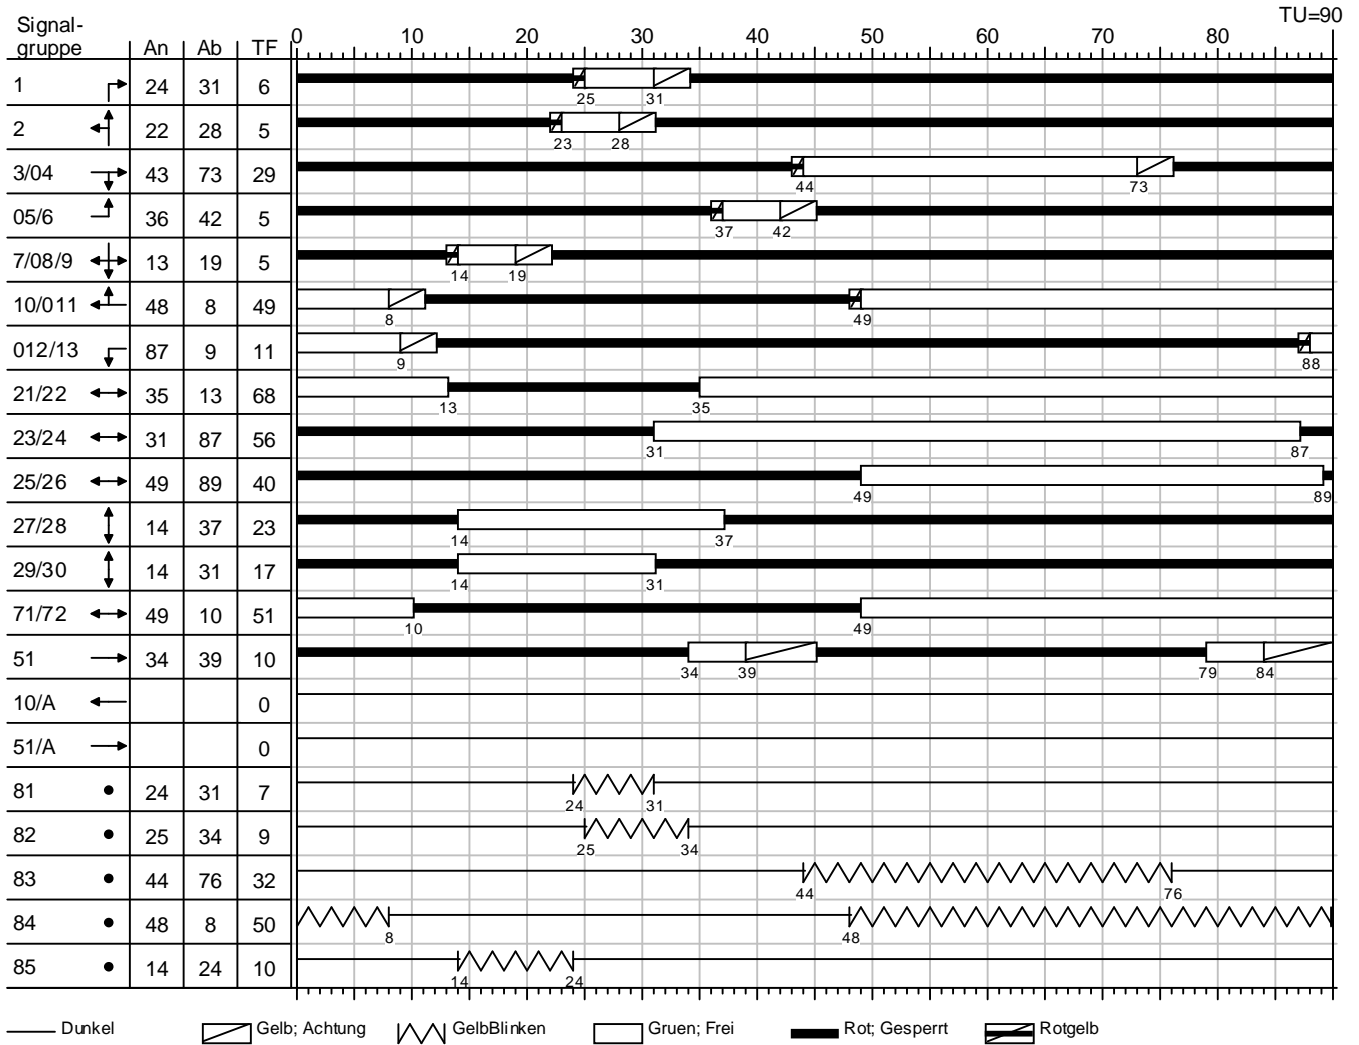 TU=90
Signal-
gruppe An Ab TF 0 10 20 30 40 50 60 70 80
1 24 31 6
25 31
2 22 28 5
23 28
3/04 43 73 29
44 73
05/6 36 42 5
37 42
7/08/9 13 19 5
14 19
10/011 48 8 49
8 49
012/13 87 9 11
9 88
21/22 35 13 68
13 35
23/24 31 87 56
31 87
25/26 49 89 40
49 89
27/28 14 37 23
14 37
29/30 14 31 17
14 31
71/72 49 10 51
10 49
51 34 39 10
34 39 79 84
10/A 0
51/A 0
81 24 31 7
24 31
82 25 34 9
25 34
83 44 76 32
44 76
84 48 8 50
8 48
85 14 24 10
14 24
Dunkel Gelb; Achtung GelbBlinken Gruen; Frei Rot; Gesperrt Rotgelb